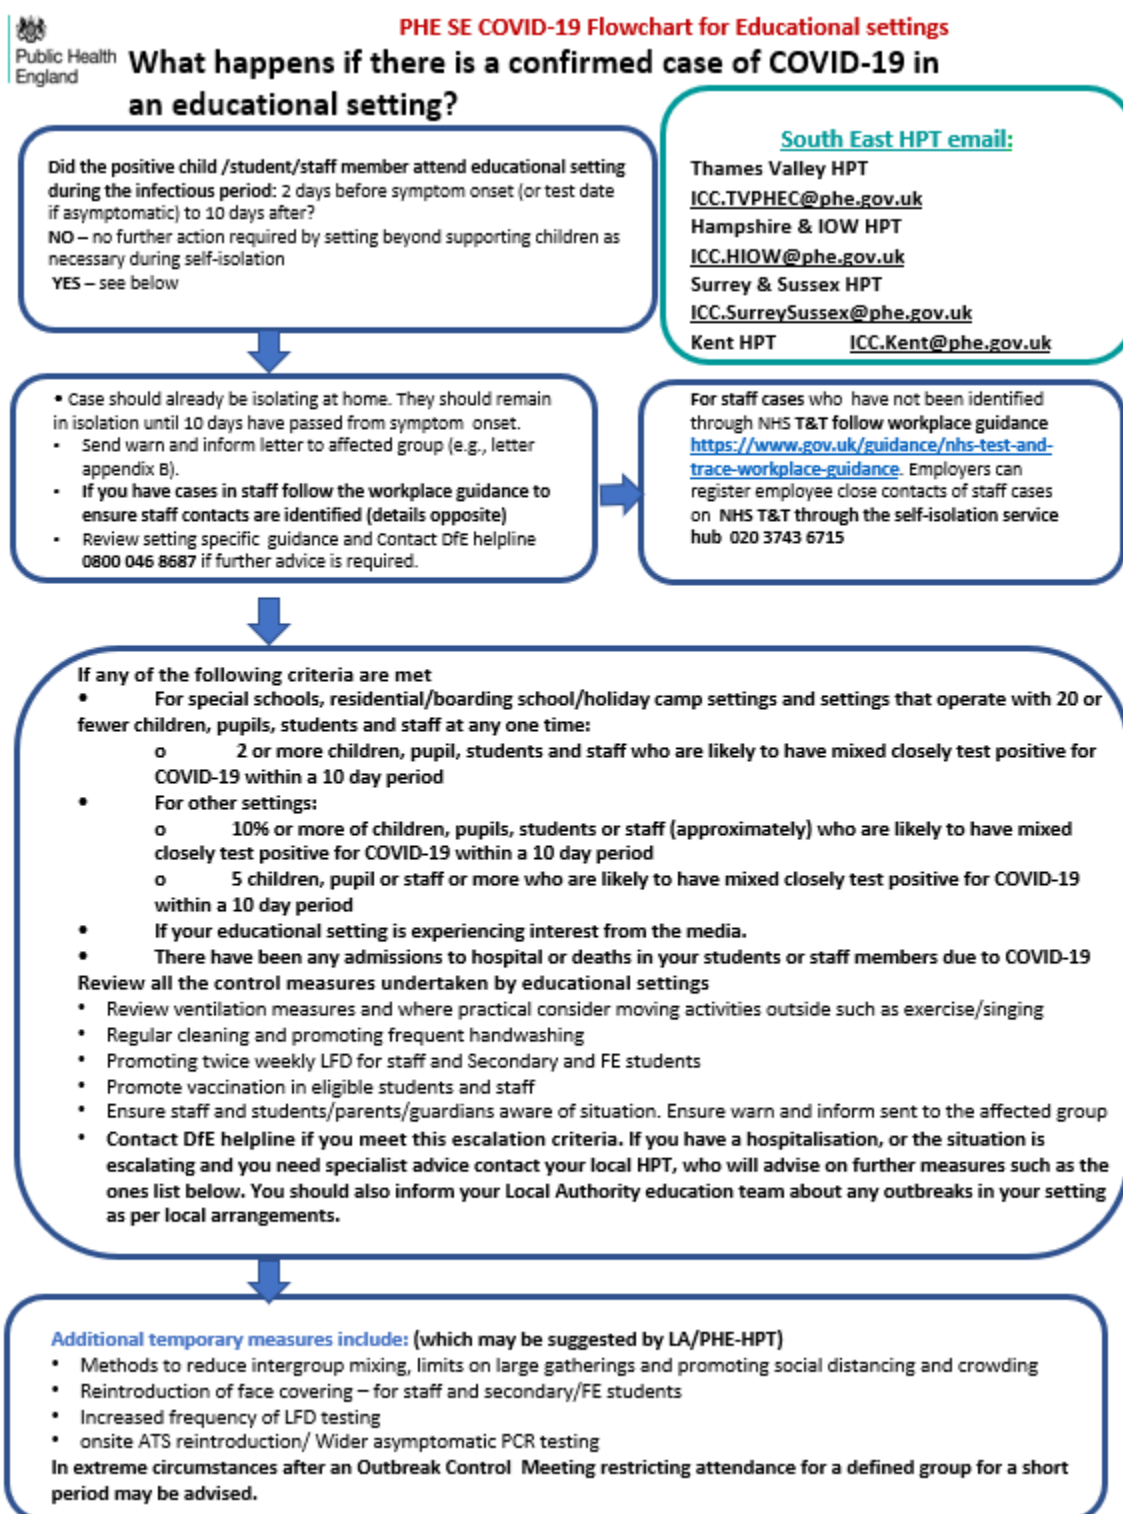 PHE SE COVID-19 Flowchart for Educational settings
Public Health
England
What happens if there is a confirmed case of COVID-19 in
an educational setting?
Did the positive child /student/staff member attend educational setting
during the infectious period: 2 days before symptom onset (or test date
if asymptomatic) to 10 days after?
NO – no further action required by setting beyond supporting children as
necessary during self-isolation
YES – see below
South East HPT email:
Thames Valley HPT
ICC.TVPHEC@phe.gov.uk
Hampshire & IOW HPT
ICC.HIOW@phe.gov.uk
Surrey & Sussex HPT
ICC.SurreySussex@phe.gov.uk
Kent HPT ICC.Kent@phe.gov.uk
• Case should already be isolating at home. They should remain
in isolation until 10 days have passed from symptom onset.
- Send warn and inform letter to affected group (e.g., letter
appendix B).
- If you have cases in staff follow the workplace guidance to
ensure staff contacts are identified (details opposite)
- Review setting specific guidance and Contact DfE helpline
0800 046 8687 if further advice is required.
For staff cases who have not been identified
through NHS T&T follow workplace guidance
https://www.gov.uk/guidance/nhs-test-and-
trace-workplace-guidance. Employers can
register employee close contacts of staff cases
on NHS T&T through the self-isolation service
hub 020 3743 6715
If any of the following criteria are met
• For special schools, residential/boarding school/holiday camp settings and settings that operate with 20 or
fewer children, pupils, students and staff at any one time:
o 2 or more children, pupil, students and staff who are likely to have mixed closely test positive for
COVID-19 within a 10 day period
• For other settings:
o 10% or more of children, pupils, students or staff (approximately) who are likely to have mixed
closely test positive for COVID-19 within a 10 day period
o 5 children, pupil or staff or more who are likely to have mixed closely test positive for COVID-19
within a 10 day period
• If your educational setting is experiencing interest from the media.
• There have been any admissions to hospital or deaths in your students or staff members due to COVID-19
Review all the control measures undertaken by educational settings
• Review ventilation measures and where practical consider moving activities outside such as exercise/singing
• Regular cleaning and promoting frequent handwashing
• Promoting twice weekly LFD for staff and Secondary and FE students
• Promote vaccination in eligible students and staff
• Ensure staff and students/parents/guardians aware of situation. Ensure warn and inform sent to the affected group
• Contact DfE helpline if you meet this escalation criteria. If you have a hospitalisation, or the situation is
escalating and you need specialist advice contact your local HPT, who will advise on further measures such as the
ones list below. You should also inform your Local Authority education team about any outbreaks in your setting
as per local arrangements.
Additional temporary measures include: (which may be suggested by LA/PHE-HPT)
• Methods to reduce intergroup mixing, limits on large gatherings and promoting social distancing and crowding
• Reintroduction of face covering – for staff and secondary/FE students
• Increased frequency of LFD testing
• onsite ATS reintroduction/ Wider asymptomatic PCR testing
In extreme circumstances after an Outbreak Control Meeting restricting attendance for a defined group for a short
period may be advised.